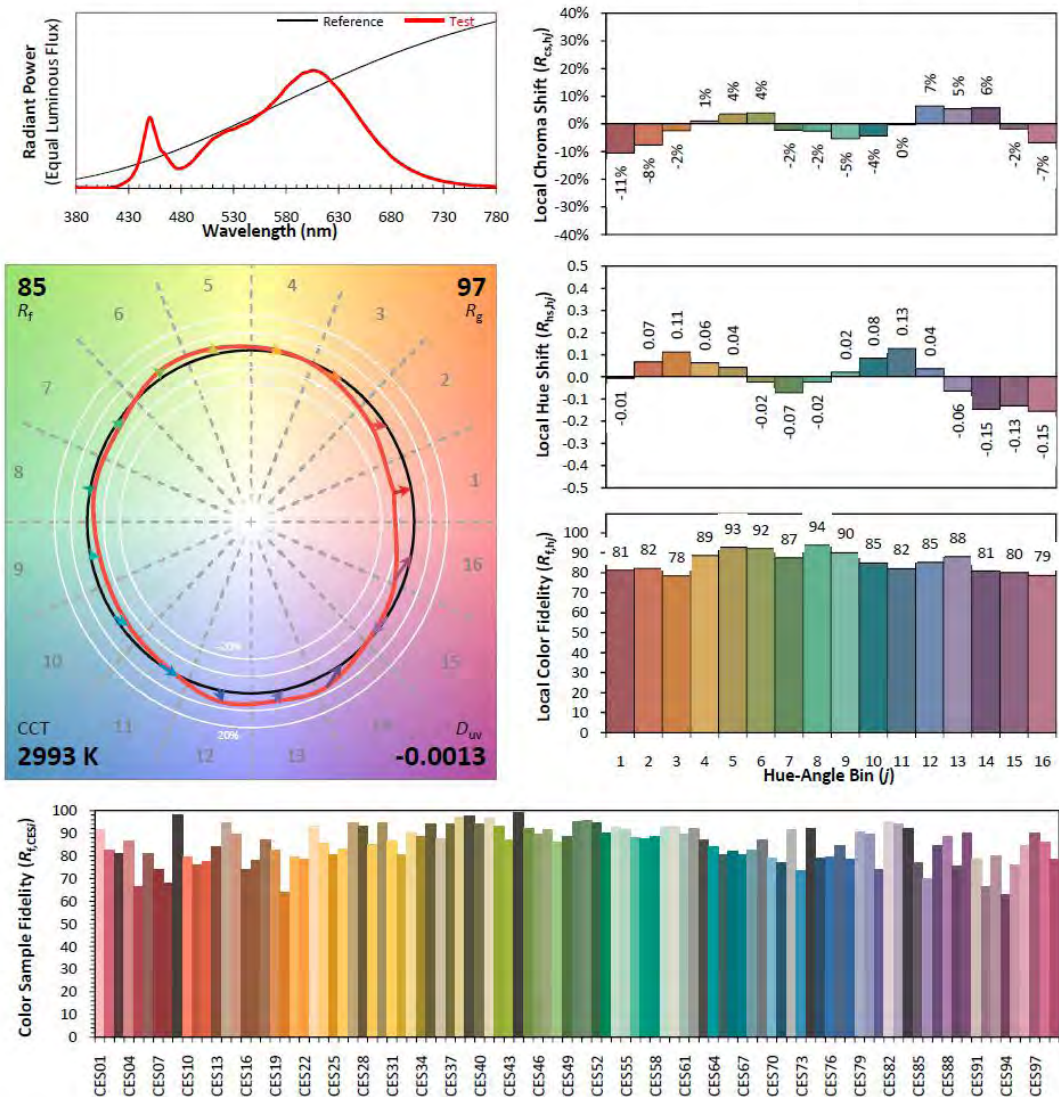 Reference Test
Radiant Power
(Equal Luminous Flux)
380 430 480 530 580 630 680 730 780
Wavelength (nm)
Local Chroma Shift (Rcs,hj)
40%
30%
20%
10%
0%
-10%
-20%
-30%
-40%
-11% -8% -2% 1% 4% 4% -2% -2% -5% -4% 0% 7% 5% 6% -2% -7%
85
Rf
97
Rg
5 4
6 3
7 2
8 1
9 16
10 15
11 14
12 13
-20%
20%
CCT
2993 K
Duv
-0.0013
Local Hue Shift (Rhs,hj)
0.5
0.4
0.3
0.2
0.1
0.0
-0.1
-0.2
-0.3
-0.4
-0.5
-0.01 0.07 0.11 0.06 0.04 -0.02 -0.07 -0.02 0.02 0.08 0.13 0.04 -0.06 -0.15 -0.13 -0.15
Local Color Fidelity (Rf,hj)
100
90
80
70
60
50
40
30
20
10
0
81 82 78 89 93 92 87 94 90 85 82 85 88 81 80 79
1 2 3 4 5 6 7 8 9 10 11 12 13 14 15 16
Hue-Angle Bin (j)
Color Sample Fidelity (Rf,CESi)
100
90
80
70
60
50
40
30
20
10
0
CES01 CES04 CES07 CES10 CES13 CES16 CES19 CES22 CES25 CES28 CES31 CES34 CES37 CES40 CES43 CES46 CES49 CES52 CES55 CES58 CES61 CES64 CES67 CES70 CES73 CES76 CES79 CES82 CES85 CES88 CES91 CES94 CES97